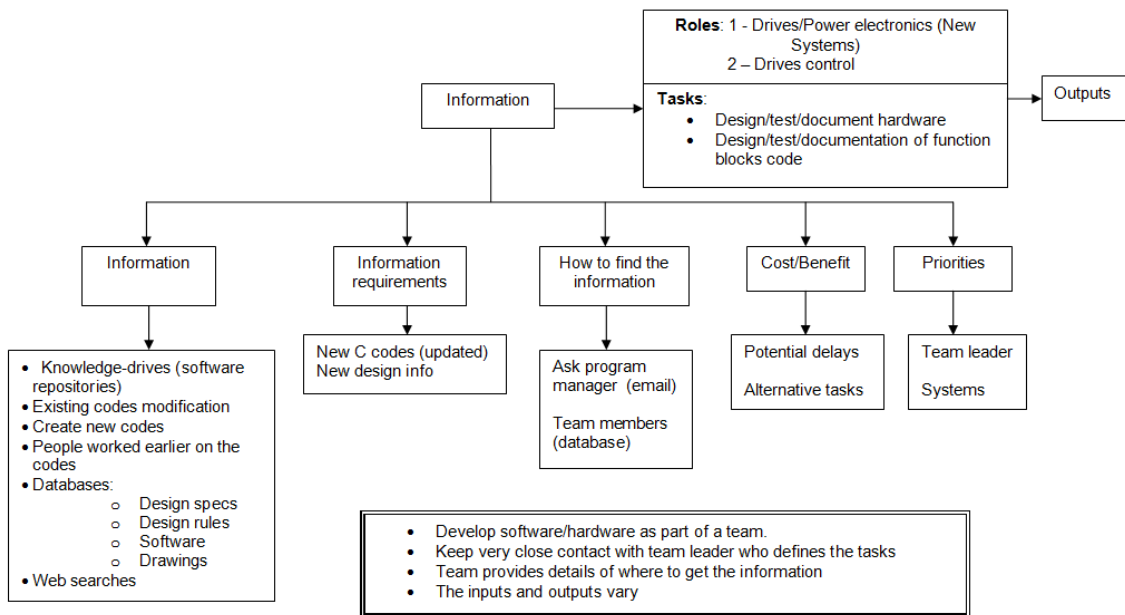 Roles: 1 - Drives/Power electronics (New
Systems)
2 – Drives control
Information
Outputs
Tasks:
• Design/test/document hardware
• Design/test/documentation of function
blocks code
Information
Information
requirements
How to find the
information
Cost/Benefit
Priorities
• Knowledge-drives (software
repositories)
• Existing codes modification
• Create new codes
• People worked earlier on the
codes
• Databases:
o Design specs
o Design rules
o Software
o Drawings
• Web searches
New C codes (updated)
New design info
Ask program
manager (email)
Team members
(database)
Potential delays
Alternative tasks
Team leader
Systems
• Develop software/hardware as part of a team.
• Keep very close contact with team leader who defines the tasks
• Team provides details of where to get the information
• The inputs and outputs vary